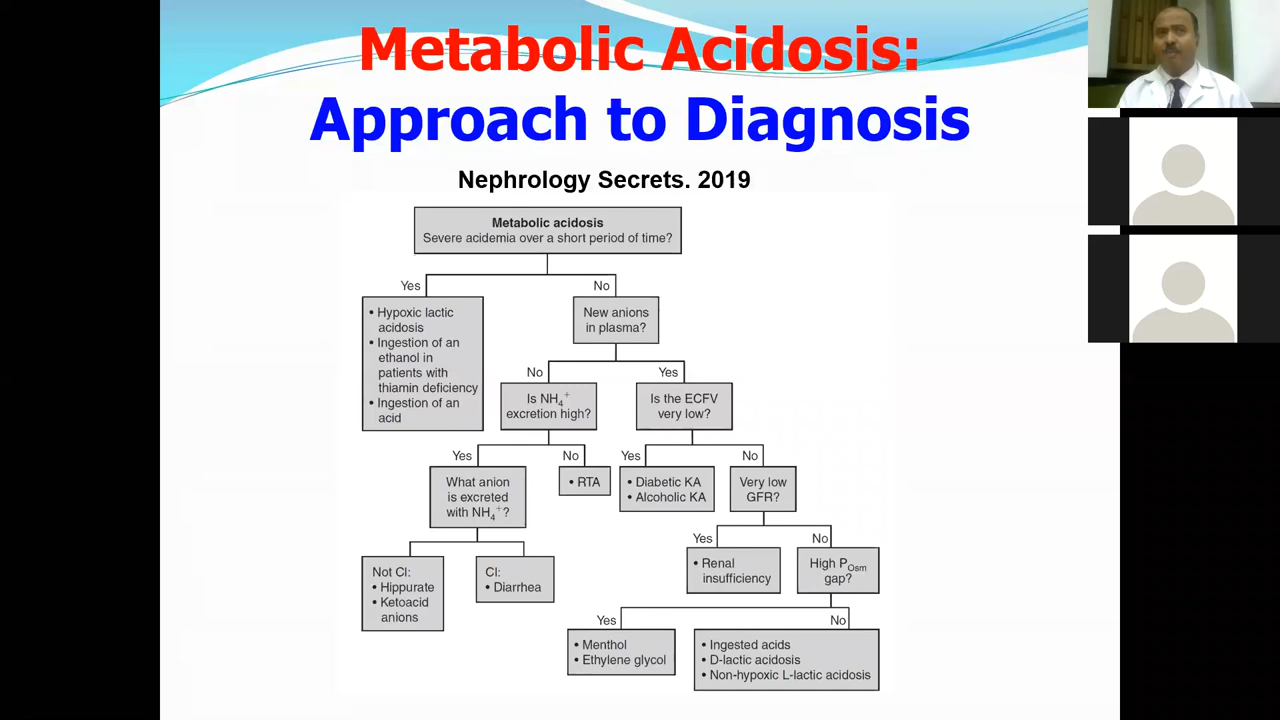 Metabolic Acidosis:
Approach to Diagnosis
Nephrology Secrets. 2019
Metabolic acidosis
Severe acidemia over a short period of time?
Yes
No
• Hypoxic lactic
acidosis
• Ingestion of an
ethanol in
patients with
thiamin deficiency
• Ingestion of an
acid
New anions
in plasma?
No
Yes
Is NH₄⁺
excretion high?
Is the ECFV
very low?
Yes
No
Yes
No
What anion
is excreted
with NH₄⁺?
• RTA
• Diabetic KA
• Alcoholic KA
Very low
GFR?
Yes
No
Not Cl:
• Hippurate
• Ketoacid
anions
Cl:
• Diarrhea
• Renal
insufficiency
High POsm
gap?
Yes
No
• Menthol
• Ethylene glycol
• Ingested acids
• D-lactic acidosis
• Non-hypoxic L-lactic acidosis